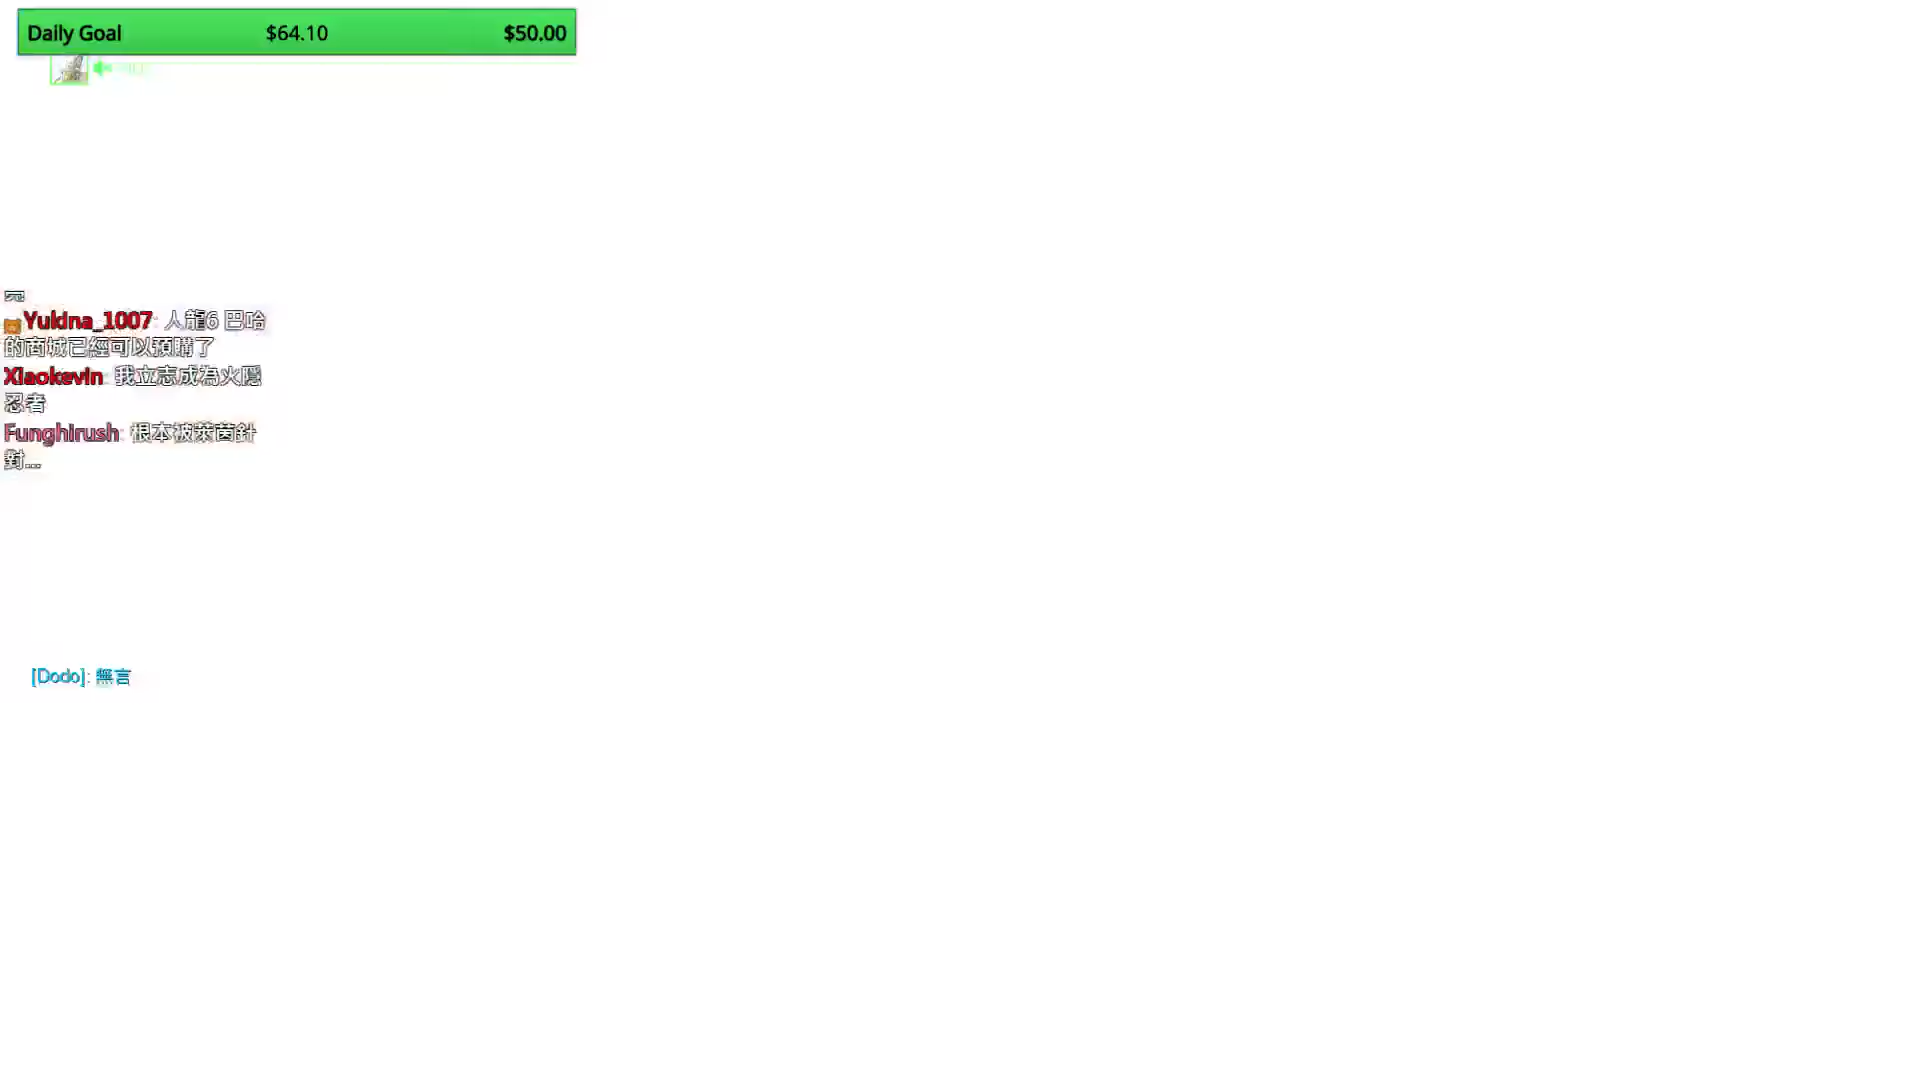 Daily Goal $64.10 $50.00
Yukina_1007: 人龍6 巴哈
的商城已經可以預購了
Xiaokevin: 我立志成為火隱
忍者
Funghirush: 根本被萊茵針
對...
[Dodo]: 無言